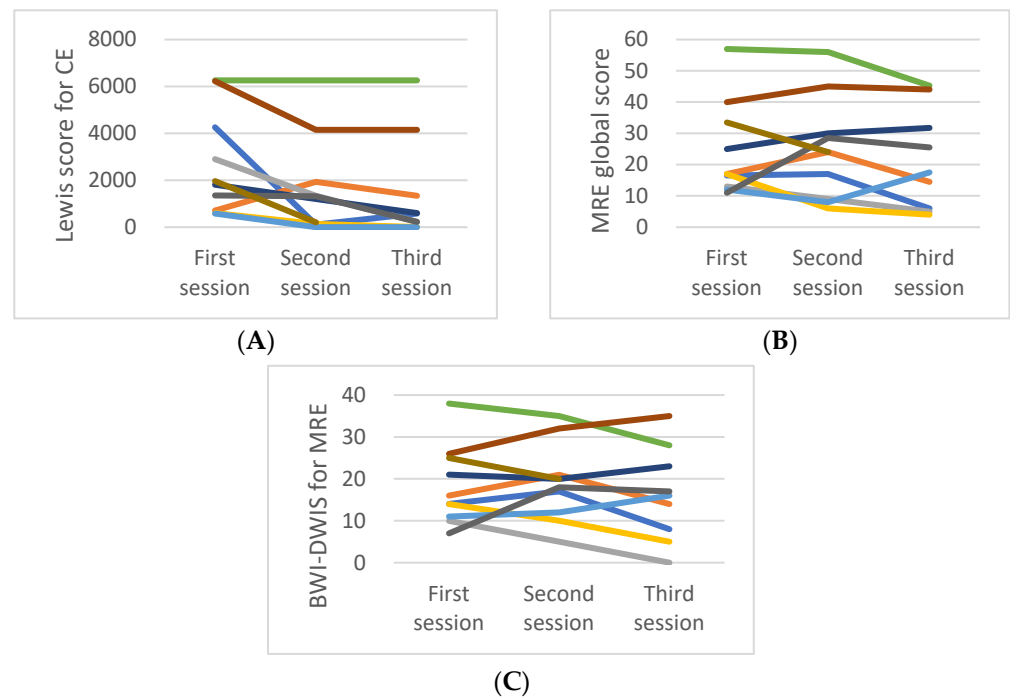 Lewis score for CE
8000
6000
4000
2000
0
First session
Second session
Third session
(A)
MRE global score
60
50
40
30
20
10
0
First session
Second session
Third session
(B)
BWI-DWIS for MRE
40
30
20
10
0
First session
Second session
Third session
(C)